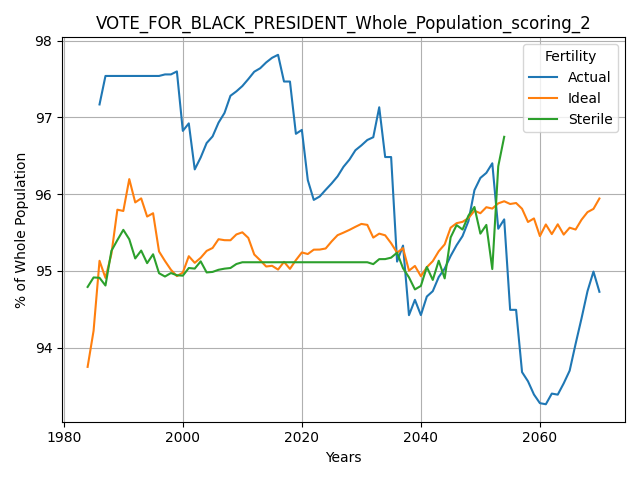 VOTE_FOR_BLACK_PRESIDENT_Whole_Population_scoring_2
% of Whole Population
98
97
96
95
94
1980
2000
2020
2040
2060
Years
Fertility
Actual
Ideal
Sterile